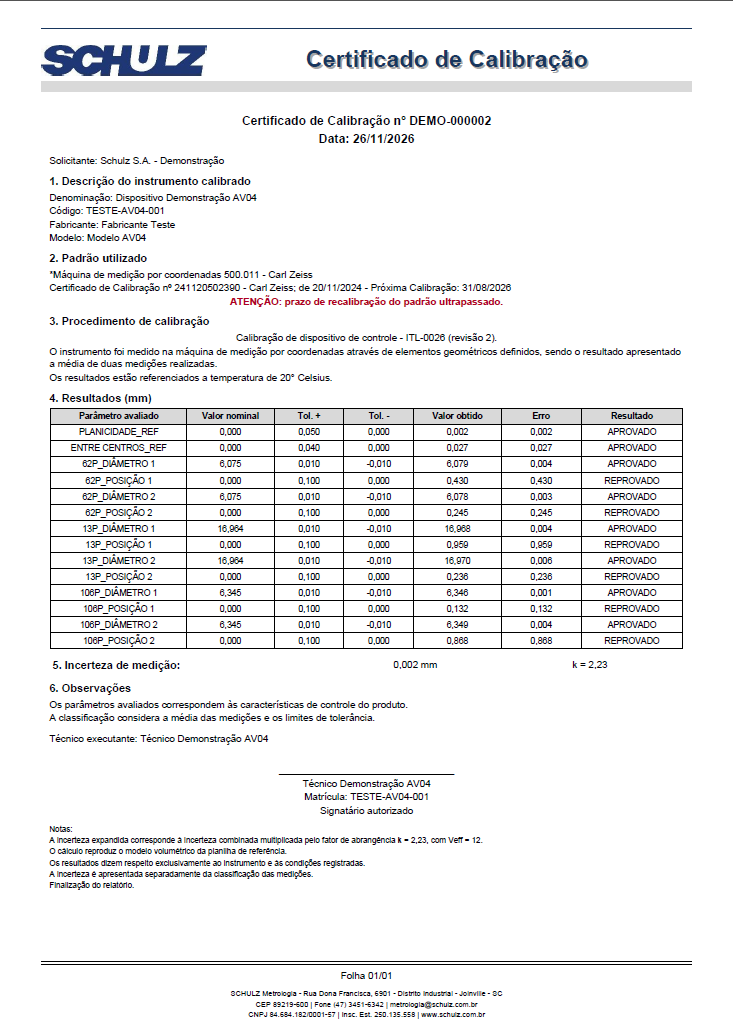 SCHULZ
Certificado de Calibração
Certificado de Calibração n° DEMO-000002
Data: 26/11/2026
Solicitante: Schulz S.A. - Demonstração
1. Descrição do instrumento calibrado
Denominação: Dispositivo Demonstração AV04
Código: TESTE-AV04-001
Fabricante: Fabricante Teste
Modelo: Modelo AV04
2. Padrão utilizado
*Máquina de medição por coordenadas 500.011 - Carl Zeiss
Certificado de Calibração nº 241120502390 - Carl Zeiss; de 20/11/2024 - Próxima Calibração: 31/08/2026
ATENÇÃO: prazo de recalibração do padrão ultrapassado.
3. Procedimento de calibração
Calibração de dispositivo de controle - ITL-0026 (revisão 2).
O instrumento foi medido na máquina de medição por coordenadas através de elementos geométricos definidos, sendo o resultado apresentado
a média de duas medições realizadas.
Os resultados estão referenciados a temperatura de 20° Celsius.
4. Resultados (mm)
Parâmetro avaliado Valor nominal Tol. + Tol. - Valor obtido Erro Resultado
PLANICIDADE_REF 0,000 0,050 0,000 0,002 0,002 APROVADO
ENTRE CENTROS_REF 0,000 0,040 0,000 0,027 0,027 APROVADO
62P_DIÂMETRO 1 6,075 0,010 -0,010 6,079 0,004 APROVADO
62P_POSIÇÃO 1 0,000 0,100 0,000 0,430 0,430 REPROVADO
62P_DIÂMETRO 2 6,075 0,010 -0,010 6,078 0,003 APROVADO
62P_POSIÇÃO 2 0,000 0,100 0,000 0,245 0,245 REPROVADO
13P_DIÂMETRO 1 16,964 0,010 -0,010 16,968 0,004 APROVADO
13P_POSIÇÃO 1 0,000 0,100 0,000 0,959 0,959 REPROVADO
13P_DIÂMETRO 2 16,964 0,010 -0,010 16,970 0,006 APROVADO
13P_POSIÇÃO 2 0,000 0,100 0,000 0,236 0,236 REPROVADO
106P_DIÂMETRO 1 6,345 0,010 -0,010 6,346 0,001 APROVADO
106P_POSIÇÃO 1 0,000 0,100 0,000 0,132 0,132 REPROVADO
106P_DIÂMETRO 2 6,345 0,010 -0,010 6,349 0,004 APROVADO
106P_POSIÇÃO 2 0,000 0,100 0,000 0,868 0,868 REPROVADO
5. Incerteza de medição: 0,002 mm k = 2,23
6. Observações
Os parâmetros avaliados correspondem às características de controle do produto.
A classificação considera a média das medições e os limites de tolerância.
Técnico executante: Técnico Demonstração AV04
Técnico Demonstração AV04
Matrícula: TESTE-AV04-001
Signatário autorizado
Notas:
A incerteza expandida corresponde à incerteza combinada multiplicada pelo fator de abrangência k = 2,23, com Veff = 12.
O cálculo reproduz o modelo volumétrico da planilha de referência.
Os resultados dizem respeito exclusivamente ao instrumento e às condições registradas.
A incerteza é apresentada separadamente da classificação das medições.
Finalização do relatório.
Folha 01/01
SCHULZ Metrologia - Rua Dona Francisca, 6901 - Distrito Industrial - Joinville - SC
CEP 89219-600 | Fone (47) 3451-6342 | metrologia@schulz.com.br
CNPJ 84.684.182/0001-57 | Insc. Est. 250.135.558 | www.schulz.com.br